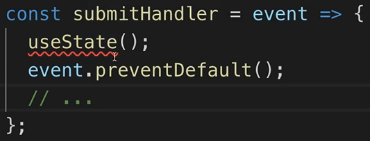 const submitHandler = event => {
  useState();
  event.preventDefault();
  // ...
};